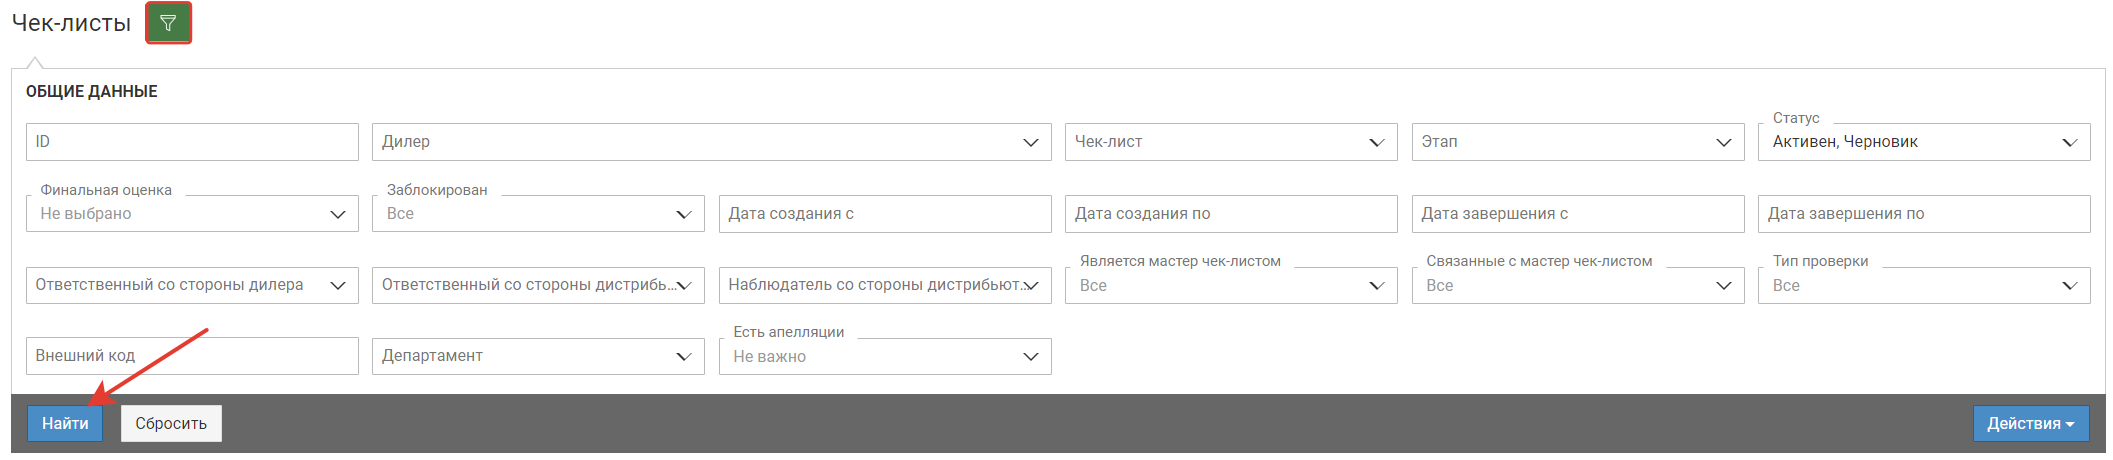 Чек-листы
ОБЩИЕ ДАННЫЕ
ID
Дилер
Чек-лист
Этап
Статус
Активен, Черновик
Финальная оценка
Не выбрано
Заблокирован
Все
Дата создания с
Дата создания по
Дата завершения с
Дата завершения по
Ответственный со стороны дилера
Ответственный со стороны дистрибь...
Наблюдатель со стороны дистрибьют...
Является мастер чек-листом
Все
Связанные с мастер чек-листом
Все
Тип проверки
Все
Внешний код
Департамент
Есть апелляции
Не важно
Найти
Сбросить
Действия